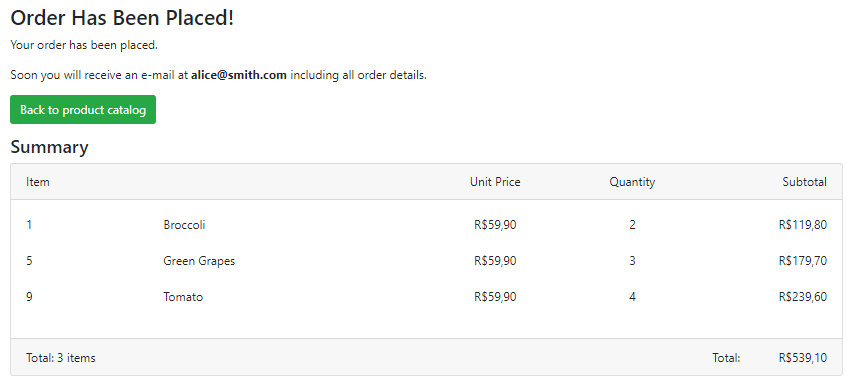 Order Has Been Placed!
Your order has been placed.
Soon you will receive an e-mail at alice@smith.com including all order details.
Back to product catalog
Summary
Item Unit Price Quantity Subtotal
1 Broccoli R$59,90 2 R$119,80
5 Green Grapes R$59,90 3 R$179,70
9 Tomato R$59,90 4 R$239,60
Total: 3 items Total: R$539,10